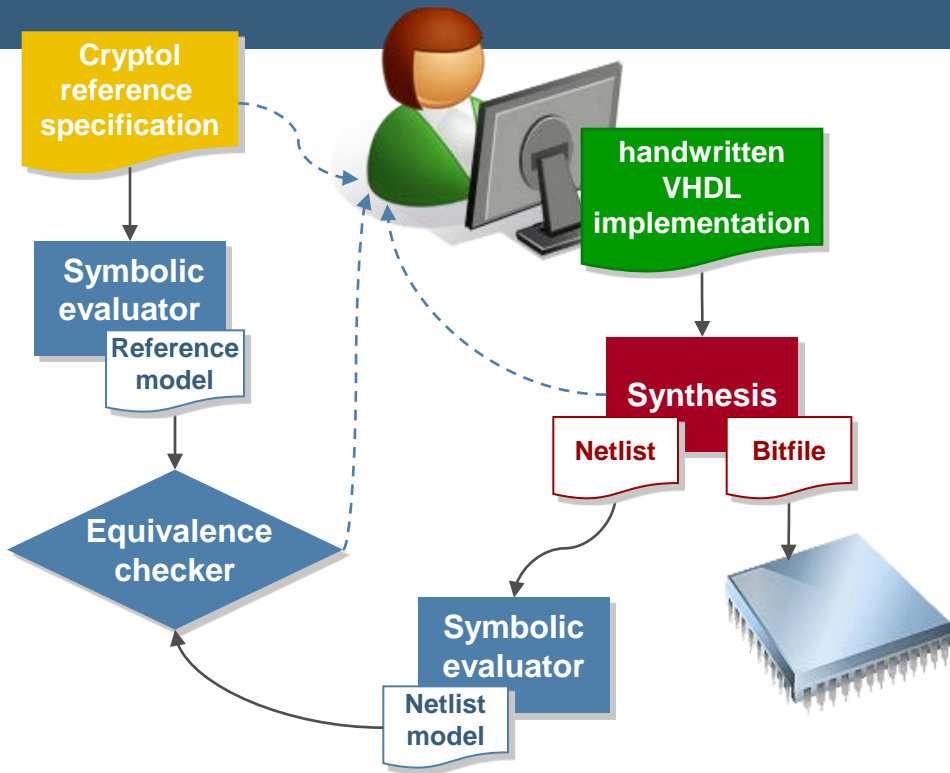 Cryptol
reference
specification
handwritten
VHDL
implementation
Symbolic
evaluator
Reference
model
Synthesis
Netlist
Bitfile
Equivalence
checker
Symbolic
evaluator
Netlist
model